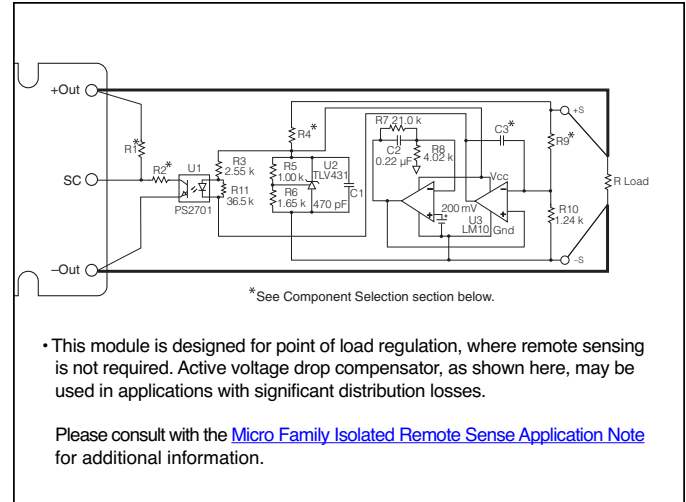 +Out
SC
–Out
R1*
R2*
U1
PS2701
R3
2.55 k
R11
36.5 k
R4*
R5
1.00 k
R6
1.65 k
U2
TLV431
470 pF
C1
R7 21.0 k
C2
0.22 µF
R8
4.02 k
C3*
Vcc
200 mV
U3
LM10
Gnd
+S
R9*
R10
1.24 k
–S
R Load
*See Component Selection section below.
• This module is designed for point of load regulation, where remote sensing
is not required. Active voltage drop compensator, as shown here, may be
used in applications with significant distribution losses.
Please consult with the Micro Family Isolated Remote Sense Application Note
for additional information.